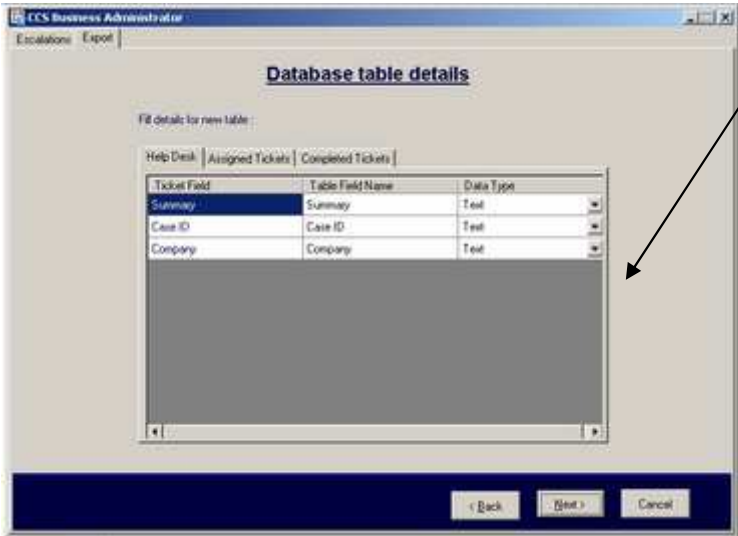 CCS Business Administrator
Escalations Export
Database table details
Fill details for new table :
Help Desk Assigned Tickets Completed Tickets
Ticket Field Table Field Name Data Type
Summary Summary Text
Case ID Case ID Text
Company Company Text
< Back Next > Cancel